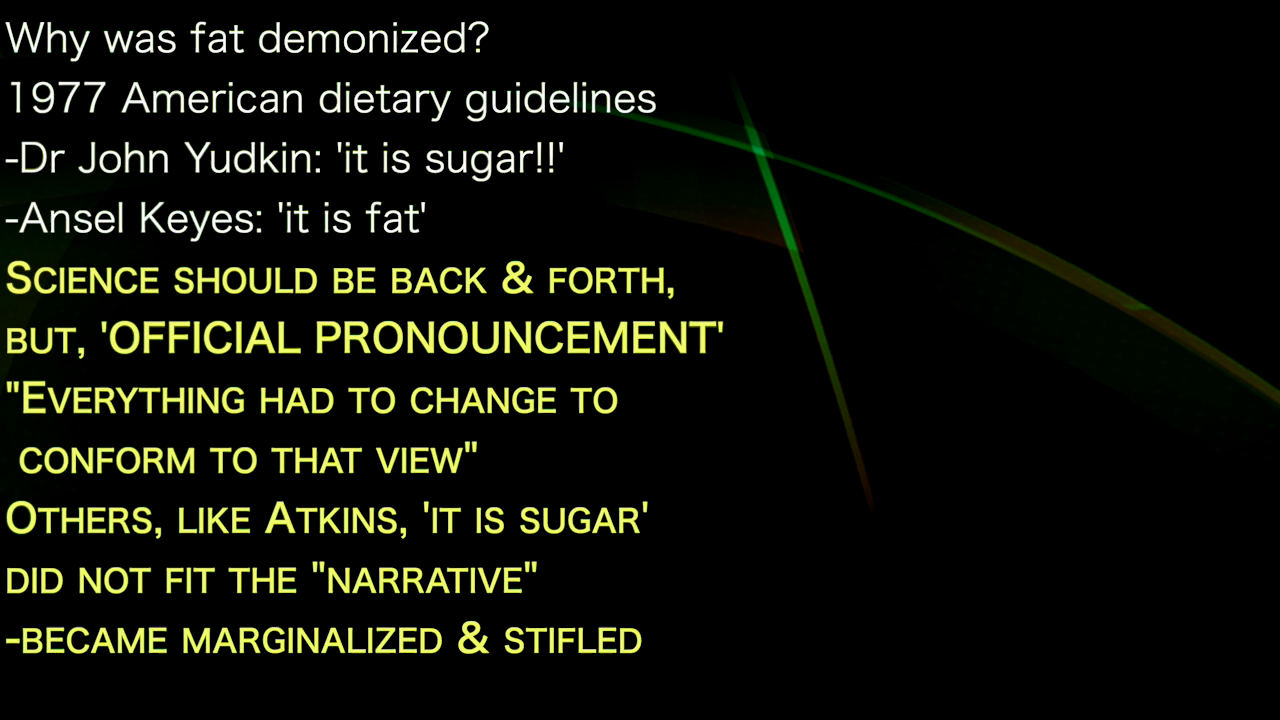 Why was fat demonized?
1977 American dietary guidelines
-Dr John Yudkin: 'it is sugar!!'
-Ansel Keyes: 'it is fat'
SCIENCE SHOULD BE BACK & FORTH,
BUT, 'OFFICIAL PRONOUNCEMENT'
"EVERYTHING HAD TO CHANGE TO
CONFORM TO THAT VIEW"
OTHERS, LIKE ATKINS, 'IT IS SUGAR'
DID NOT FIT THE "NARRATIVE"
-BECAME MARGINALIZED & STIFLED